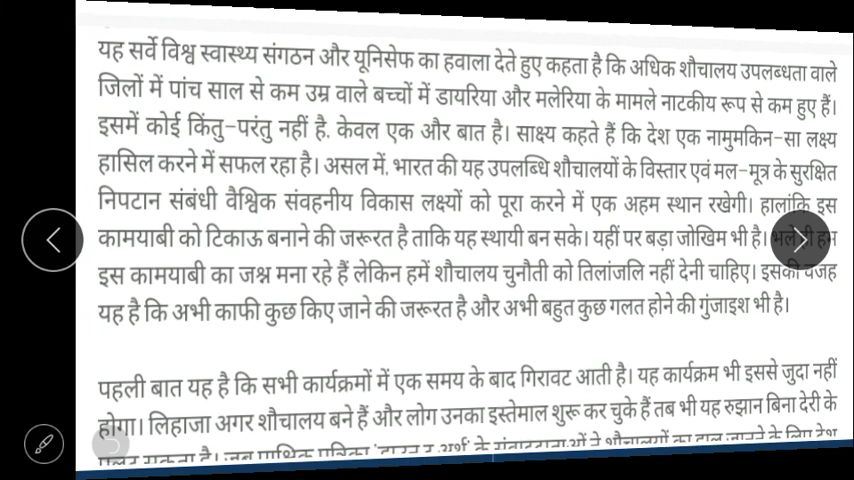 यह सर्वे विश्व स्वास्थ्य संगठन और यूनिसेफ का हवाला देते हुए कहता है कि अधिक शौचालय उपलब्धता वाले
जिलों में पांच साल से कम उम्र वाले बच्चों में डायरिया और मलेरिया के मामले नाटकीय रूप से कम हुए हैं।
इसमें कोई किंतु-परंतु नहीं है, केवल एक और बात है। साक्ष्य कहते हैं कि देश एक नामुमकिन-सा लक्ष्य
हासिल करने में सफल रहा है। असल में, भारत की यह उपलब्धि शौचालयों के विस्तार एवं मल-मूत्र के सुरक्षित
निपटान संबंधी वैश्विक संवहनीय विकास लक्ष्यों को पूरा करने में एक अहम स्थान रखेगी। हालांकि इस
कामयाबी को टिकाऊ बनाने की जरूरत है ताकि यह स्थायी बन सके। यहीं पर बड़ा जोखिम भी है। भले ही हम
इस कामयाबी का जश्न मना रहे हैं लेकिन हमें शौचालय चुनौती को तिलांजलि नहीं देनी चाहिए। इसकी वजह
यह है कि अभी काफी कुछ किए जाने की जरूरत है और अभी बहुत कुछ गलत होने की गुंजाइश भी है।
पहली बात यह है कि सभी कार्यक्रमों में एक समय के बाद गिरावट आती है। यह कार्यक्रम भी इससे जुदा नहीं
होगा। लिहाजा अगर शौचालय बने हैं और लोग उनका इस्तेमाल शुरू कर चुके हैं तब भी यह रुझान बिना देरी के